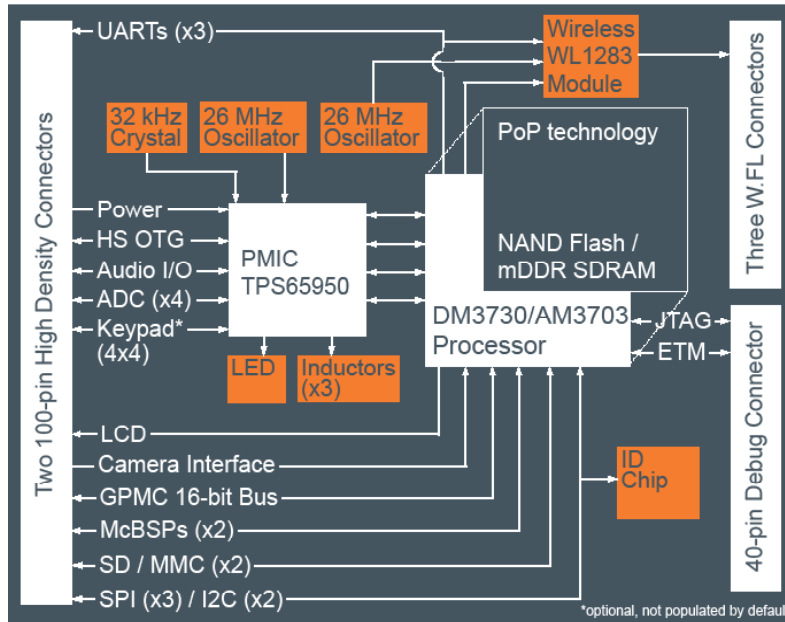 UARTs (x3)
Wireless
WL1283
Module
32 kHz
Crystal
26 MHz
Oscillator
26 MHz
Oscillator
PoP technology
NAND Flash /
mDDR SDRAM
Power
HS OTG
Audio I/O
ADC (x4)
Keypad*
(4x4)
PMIC
TPS65950
DM3730/AM3703
Processor
JTAG
ETM
LED
Inductors
(x3)
LCD
Camera Interface
GPMC 16-bit Bus
McBSPs (x2)
SD / MMC (x2)
SPI (x3) / I2C (x2)
ID
Chip
Two 100-pin High Density Connectors
Three W.FL Connectors
40-pin Debug Connector
*optional, not populated by defaul